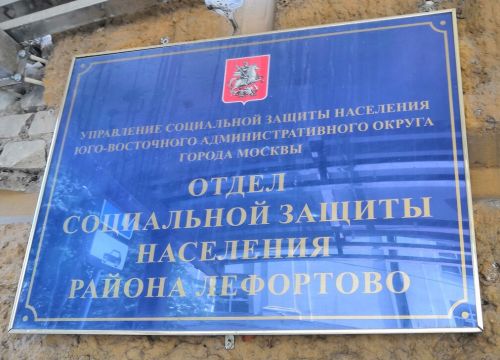 УПРАВЛЕНИЕ СОЦИАЛЬНОЙ ЗАЩИТЫ НАСЕЛЕНИЯ
ЮГО-ВОСТОЧНОГО АДМИНИСТРАТИВНОГО ОКРУГА
ГОРОДА МОСКВЫ
ОТДЕЛ
СОЦИАЛЬНОЙ ЗАЩИТЫ
НАСЕЛЕНИЯ
РАЙОНА ЛЕФОРТОВО